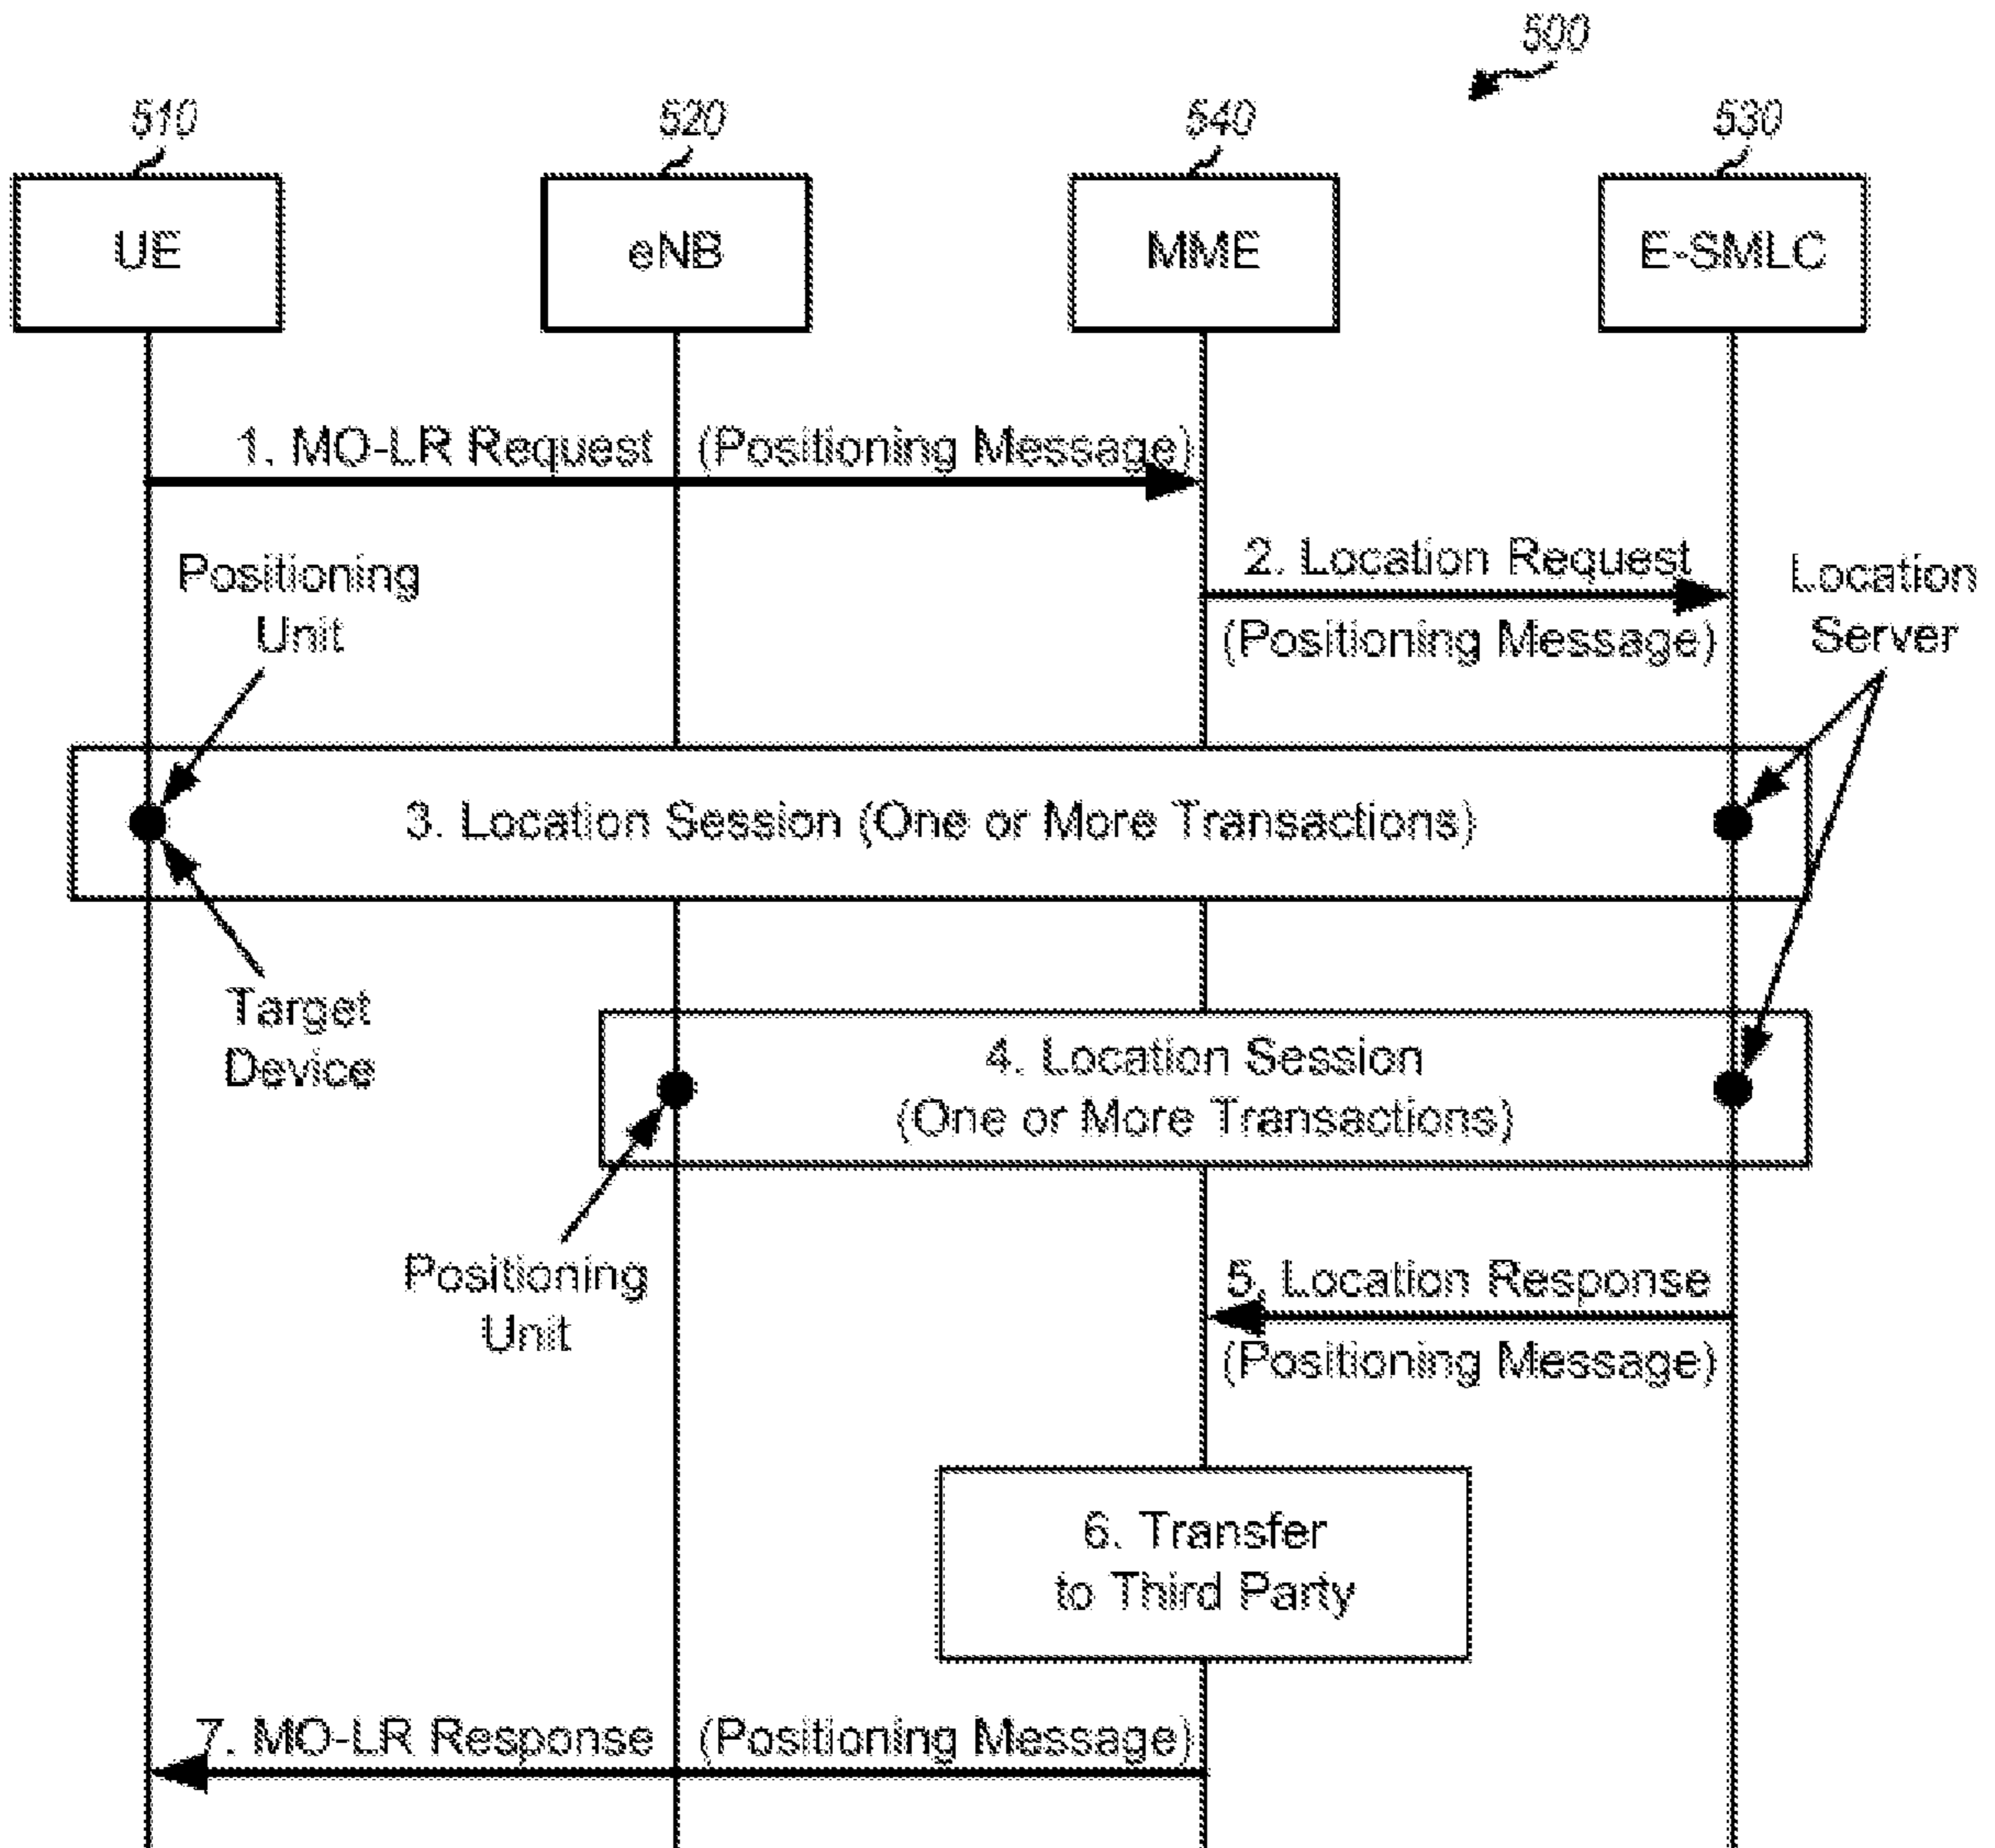 500
510
520
540
530
UE
eNB
MME
E-SMLC
1. MO-LR Request (Positioning Message)
Positioning
Unit
2. Location Request
(Positioning Message)
Location
Server
3. Location Session (One or More Transactions)
Target
Device
4. Location Session
(One or More Transactions)
Positioning
Unit
5. Location Response
(Positioning Message)
6. Transfer
to Third Party
7. MO-LR Response (Positioning Message)